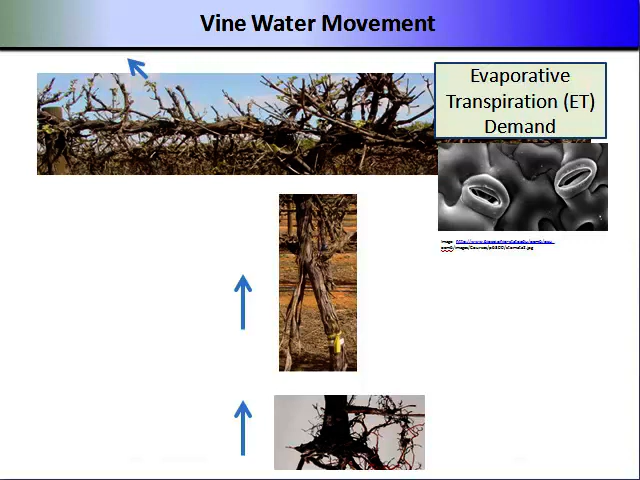 Vine Water Movement
Evaporative
Transpiration (ET)
Demand